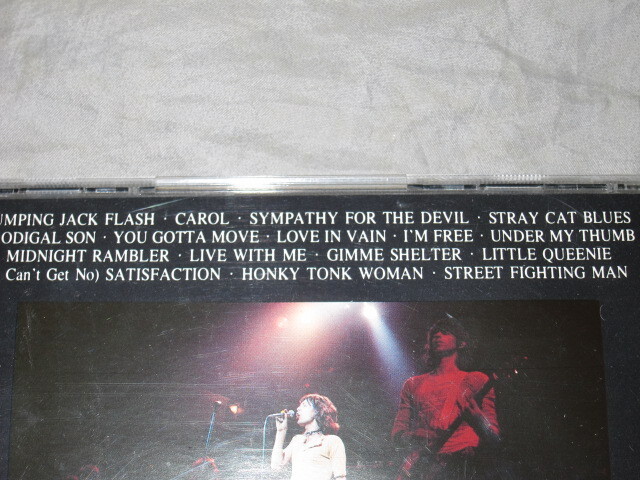 UMPING JACK FLASH · CAROL · SYMPATHY FOR THE DEVIL · STRAY CAT BLUES
ODIGAL SON · YOU GOTTA MOVE · LOVE IN VAIN · I'M FREE · UNDER MY THUMB
MIDNIGHT RAMBLER · LIVE WITH ME · GIMME SHELTER · LITTLE QUEENIE
Can't Get No) SATISFACTION · HONKY TONK WOMAN · STREET FIGHTING MAN